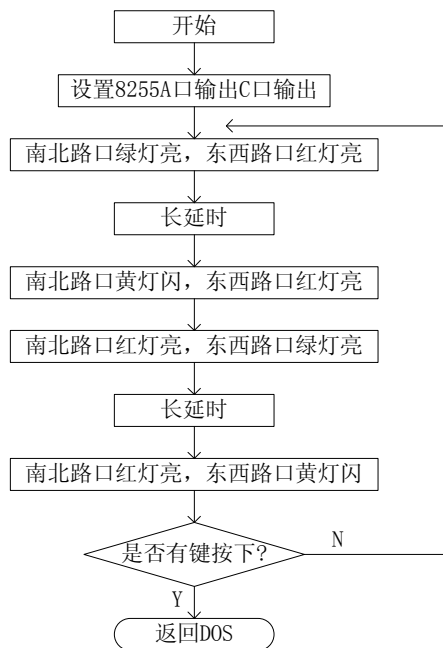 开始
设置8255A口输出C口输出
南北路口绿灯亮，东西路口红灯亮
长延时
南北路口黄灯闪，东西路口红灯亮
南北路口红灯亮，东西路口绿灯亮
长延时
南北路口红灯亮，东西路口黄灯闪
是否有键按下?
N
Y
返回DOS